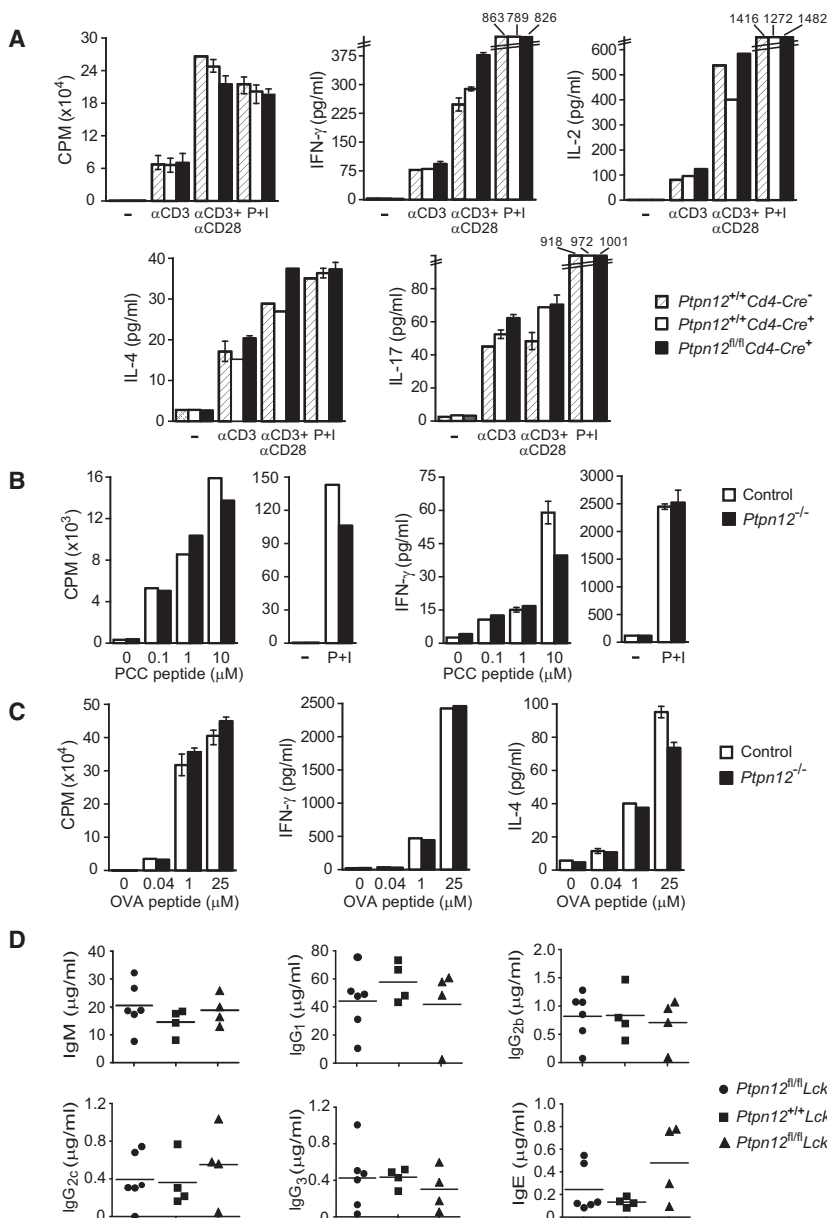 A
CPM (x10⁴)
30
24
18
12
6
0
- αCD3 αCD3+ αCD28 P+I
IFN-γ (pg/ml)
375
300
225
150
75
0
863 789 826
- αCD3 αCD3+ αCD28 P+I
IL-2 (pg/ml)
600
500
400
300
200
100
0
1416 1272 1482
- αCD3 αCD3+ αCD28 P+I
IL-4 (pg/ml)
40
30
20
10
0
- αCD3 αCD3+ αCD28 P+I
IL-17 (pg/ml)
80
60
40
20
0
918 972 1001
- αCD3 αCD3+ αCD28 P+I
Ptpn12+/+Cd4-Cre-
Ptpn12+/+Cd4-Cre+
Ptpn12fl/flCd4-Cre+
B
CPM (x10³)
16
12
8
4
0
0 0.1 1 10
PCC peptide (μM)
150
120
90
60
30
0
- P+I
IFN-γ (pg/ml)
75
60
45
30
15
0
0 0.1 1 10
PCC peptide (μM)
3000
2500
2000
1500
1000
500
0
- P+I
Control
Ptpn12-/-
C
CPM (x10⁴)
50
40
30
20
10
0
0 0.04 1 25
OVA peptide (μM)
IFN-γ (pg/ml)
2500
2000
1500
1000
500
0
0 0.04 1 25
OVA peptide (μM)
IL-4 (pg/ml)
100
80
60
40
20
0
0 0.04 1 25
OVA peptide (μM)
Control
Ptpn12-/-
D
IgM (μg/ml)
40
30
20
10
0
IgG1 (μg/ml)
80
60
40
20
0
IgG2b (μg/ml)
2.0
1.5
1.0
0.5
0
IgG2c (μg/ml)
1.2
0.8
0.4
0
IgG3 (μg/ml)
1.2
0.8
0.4
0
IgE (μg/ml)
1.0
0.8
0.6
0.4
0.2
0
Ptpn12fl/flLck
Ptpn12+/+Lck
Ptpn12fl/flLck